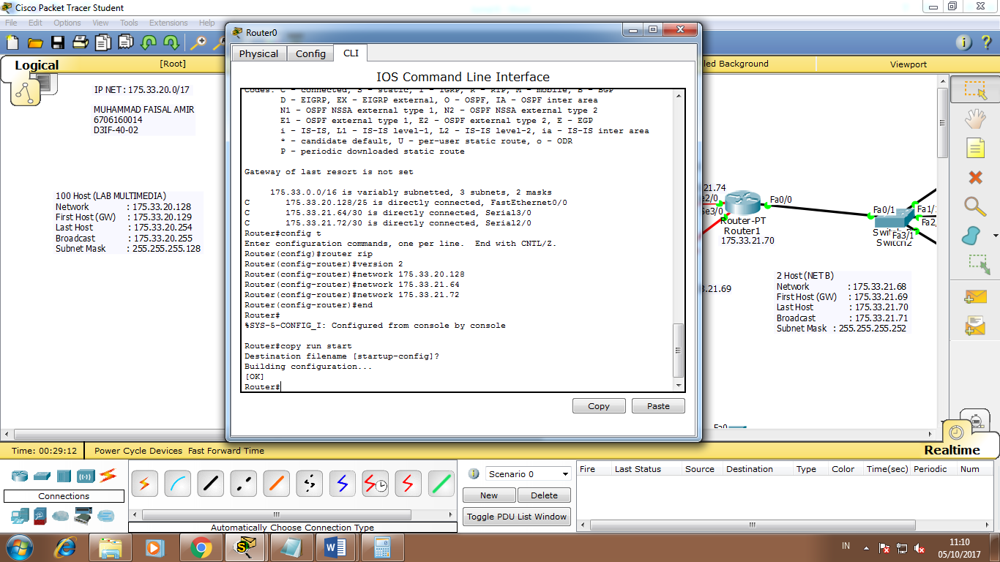 Cisco Packet Tracer Student
File Edit Options View Tools Extensions Help
Logical
[Root]
IP NET : 175.33.20.0/17
MUHAMMAD FAISAL AMIR
6706160014
D3IF-40-02
100 Host (LAB MULTIMEDIA)
Network : 175.33.20.128
First Host (GW) : 175.33.20.129
Last Host : 175.33.20.254
Broadcast : 175.33.20.255
Subnet Mask : 255.255.255.128
Router0
Physical Config CLI
IOS Command Line Interface
Codes: C - connected, S - static, I - IGRP, R - RIP, M - mobile, B - BGP
D - EIGRP, EX - EIGRP external, O - OSPF, IA - OSPF inter area
N1 - OSPF NSSA external type 1, N2 - OSPF NSSA external type 2
E1 - OSPF external type 1, E2 - OSPF external type 2, E - EGP
i - IS-IS, L1 - IS-IS level-1, L2 - IS-IS level-2, ia - IS-IS inter area
* - candidate default, U - per-user static route, o - ODR
P - periodic downloaded static route
Gateway of last resort is not set
175.33.0.0/16 is variably subnetted, 3 subnets, 2 masks
C 175.33.20.128/25 is directly connected, FastEthernet0/0
C 175.33.21.64/30 is directly connected, Serial3/0
C 175.33.21.72/30 is directly connected, Serial2/0
Router#config t
Enter configuration commands, one per line. End with CNTL/Z.
Router(config)#router rip
Router(config-router)#version 2
Router(config-router)#network 175.33.20.128
Router(config-router)#network 175.33.21.64
Router(config-router)#network 175.33.21.72
Router(config-router)#end
Router#
%SYS-5-CONFIG_I: Configured from console by console
Router#copy run start
Destination filename [startup-config]?
Building configuration...
[OK]
Router#
Copy Paste
led Background
Viewport
21.74
e2/0
Se3/0
Fa0/0
Router-PT
Router1
175.33.21.70
Fa0/1
Fa1/
Fa2/
Fa3/1
Switch2
3.21.69
2 Host (NET B)
Network : 175.33.21.68
First Host (GW) : 175.33.21.69
Last Host : 175.33.21.70
Broadcast : 175.33.21.71
Subnet Mask : 255.255.255.252
Fa0
Time: 00:29:12 Power Cycle Devices Fast Forward Time
Realtime
Connections
Automatically Choose Connection Type
Scenario 0
New Delete
Toggle PDU List Window
Fire Last Status Source Destination Type Color Time(sec) Periodic Num
IN
11:10
05/10/2017